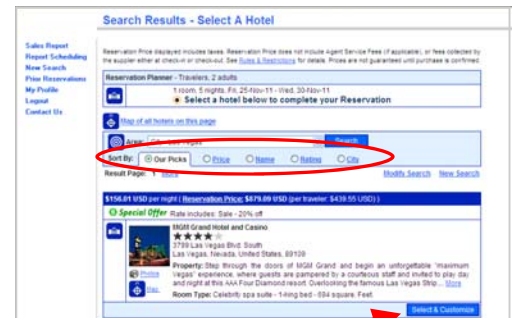 Search Results - Select A Hotel
Sales Report
Report Scheduling
New Search
Prior Reservations
My Profile
Logout
Contact Us
Reservation Price displayed includes taxes. Reservation Price does not include Agent Service Fees (if applicable), or fees collected by
the supplier either at check-in or check-out. See Rules & Restrictions for details. Prices are not guaranteed until purchase is confirmed.
Reservation Planner - Travelers, 2 adults
1 room, 5 nights, Fri, 25-Nov-11 - Wed, 30-Nov-11
Select a hotel below to complete your Reservation
Map of all hotels on this page
Area: Vegas Search
Sort By: Our Picks Price Name Rating City
Result Page: 1 More Modify Search New Search
$156.01 USD per night ( Reservation Price: $879.09 USD (per traveler: $439.55 USD) )
Special Offer Rate includes: Sale - 20% off
MGM Grand Hotel and Casino
3799 Las Vegas Blvd. South
Las Vegas, Nevada, United States, 89109
Photos
Map
Property: Step through the doors of MGM Grand and begin an unforgettable "maximum
Vegas" experience, where guests are pampered by a courteous staff and invited to play day
and night at this AAA Four Diamond resort. Overlooking the famous Las Vegas Strip... More
Room Type: Celebrity spa suite - 1-king bed - 694 square. Feet.
Select & Customize